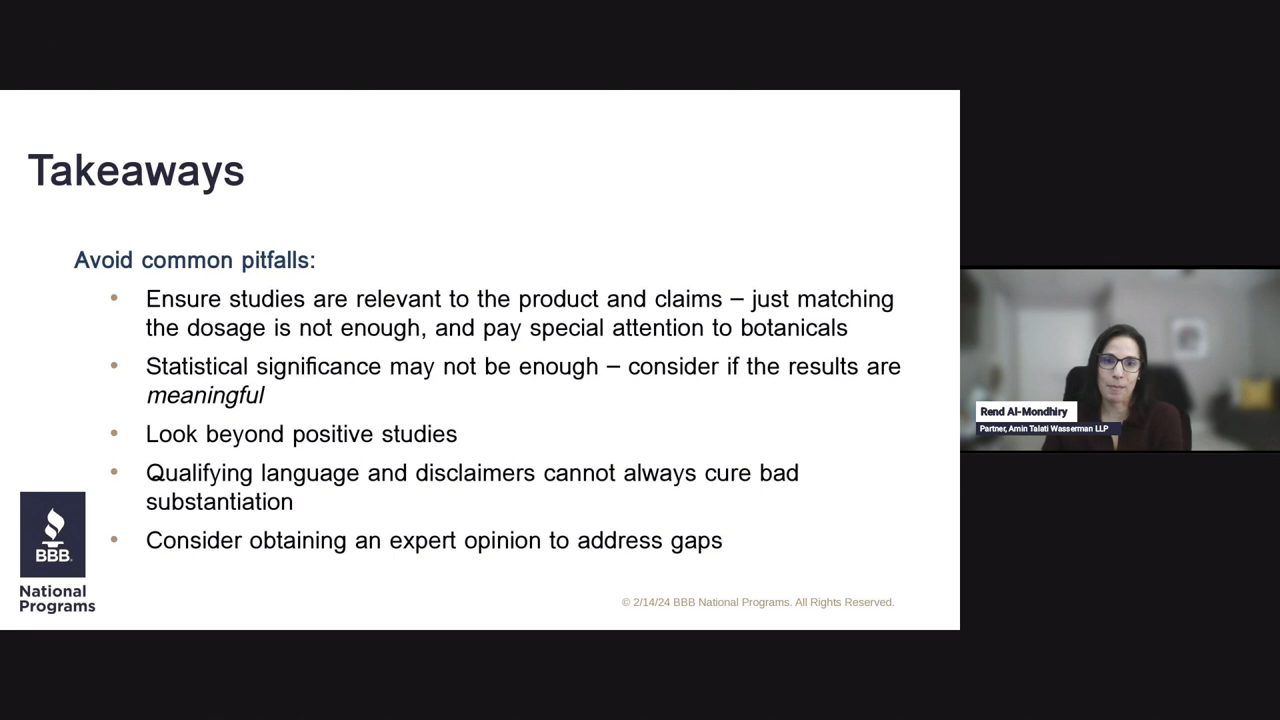 Takeaways
Avoid common pitfalls:
• Ensure studies are relevant to the product and claims – just matching
the dosage is not enough, and pay special attention to botanicals
• Statistical significance may not be enough – consider if the results are
meaningful
• Look beyond positive studies
• Qualifying language and disclaimers cannot always cure bad
substantiation
• Consider obtaining an expert opinion to address gaps
BBB.
National
Programs
© 2/14/24 BBB National Programs. All Rights Reserved.
Rend Al-Mondhiry
Partner, Amin Talati Wasserman LLP